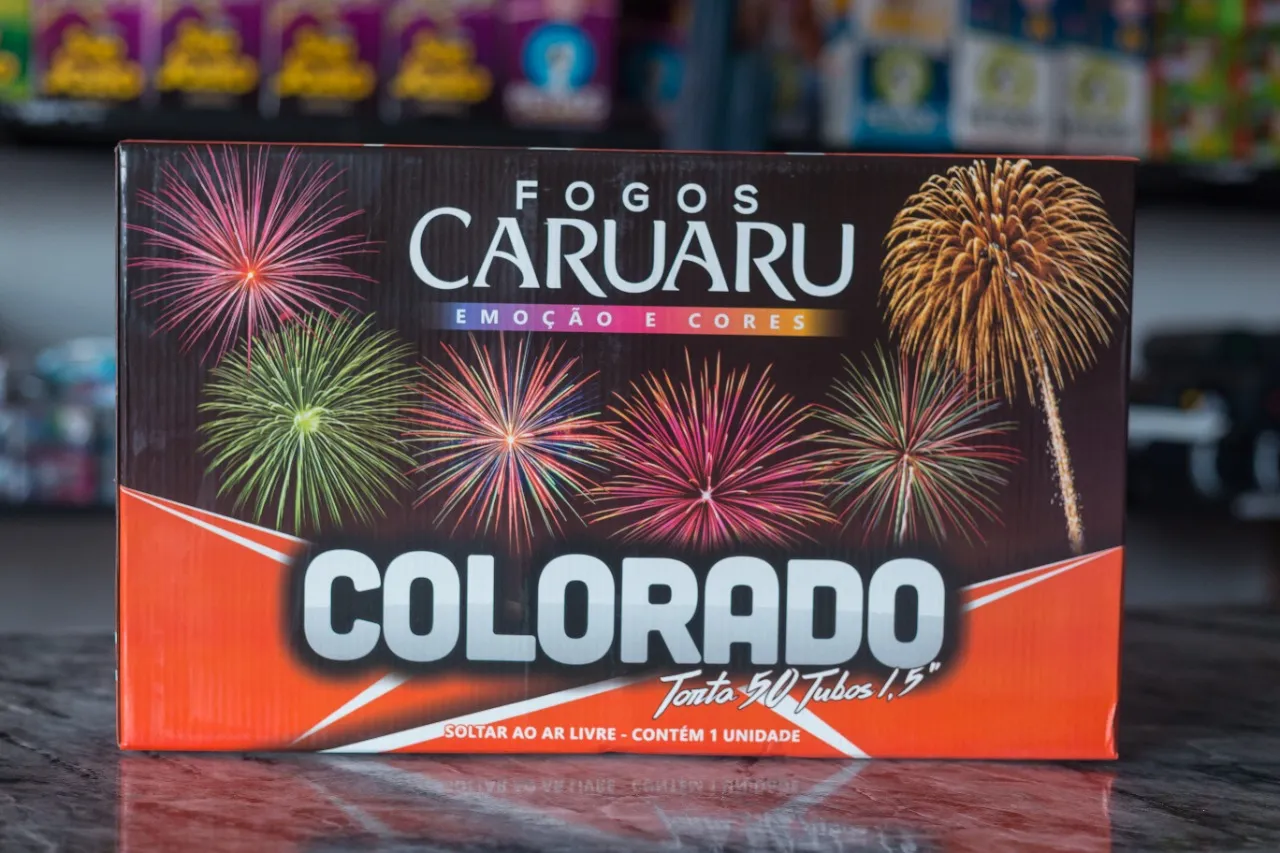 FOGOS
CARUARU
EMOÇÃO E CORES
COLORADO
Torta 50 Tubos 1,5"
SOLTAR AO AR LIVRE - CONTÉM 1 UNIDADE